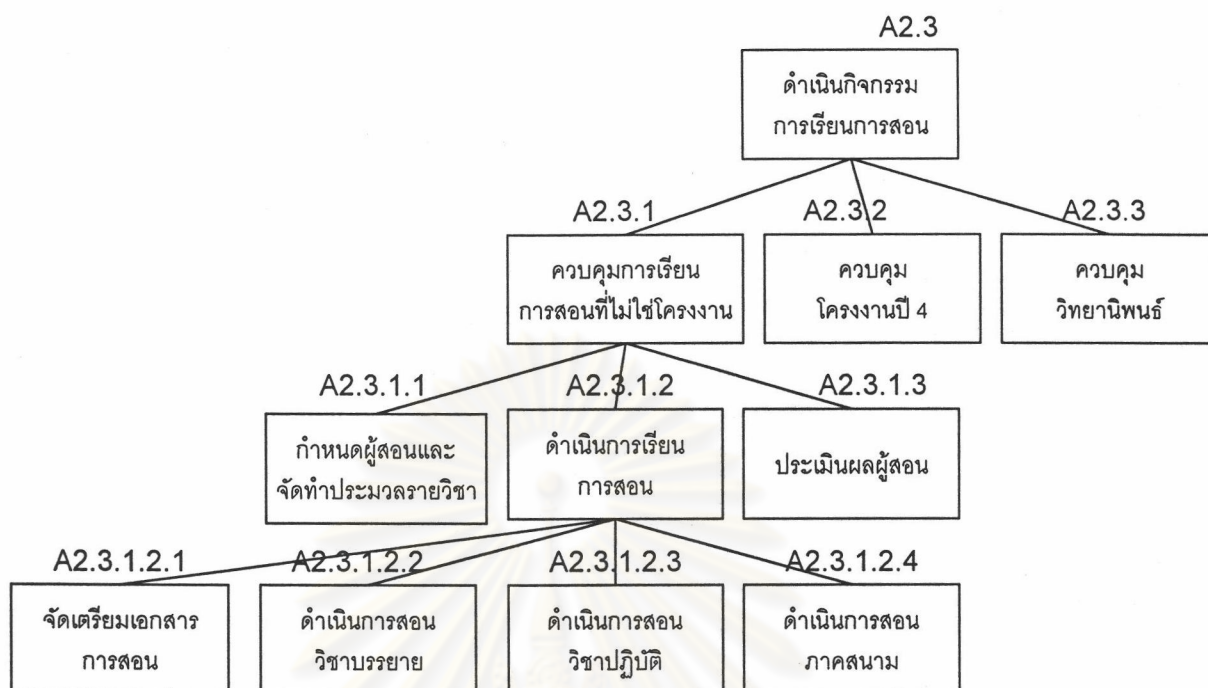 A2.3
ดำเนินกิจกรรม
การเรียนการสอน
A2.3.1
ควบคุมการเรียน
การสอนที่ไม่ใช่โครงงาน
A2.3.2
ควบคุม
โครงงานปี 4
A2.3.3
ควบคุม
วิทยานิพนธ์
A2.3.1.1
กำหนดผู้สอนและ
จัดทำประมวลรายวิชา
A2.3.1.2
ดำเนินการเรียน
การสอน
A2.3.1.3
ประเมินผลผู้สอน
A2.3.1.2.1
จัดเตรียมเอกสาร
การสอน
A2.3.1.2.2
ดำเนินการสอน
วิชาบรรยาย
A2.3.1.2.3
ดำเนินการสอน
วิชาปฏิบัติ
A2.3.1.2.4
ดำเนินการสอน
ภาคสนาม